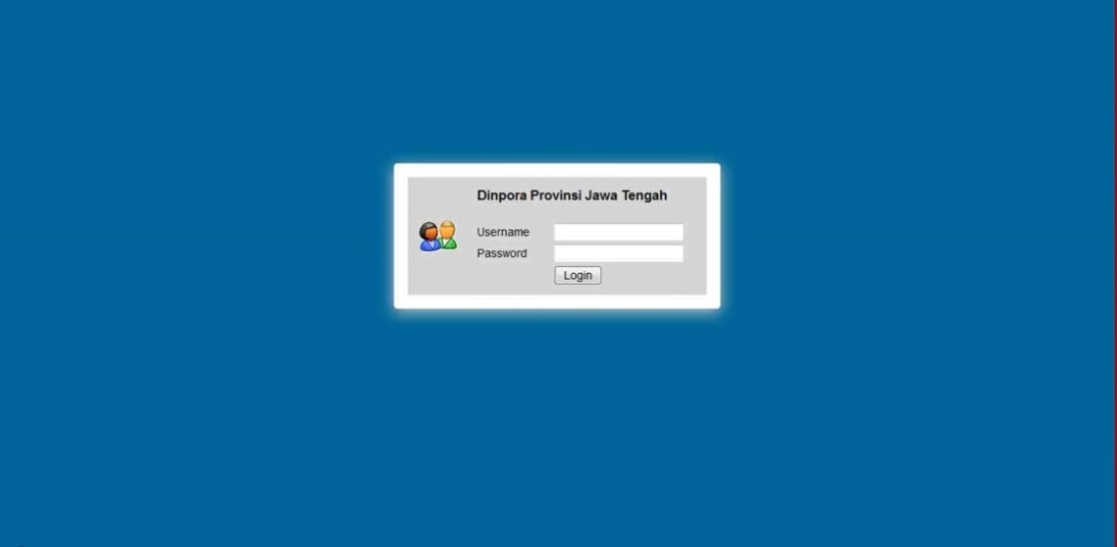 Dinpora Provinsi Jawa Tengah
Username
Password
Login